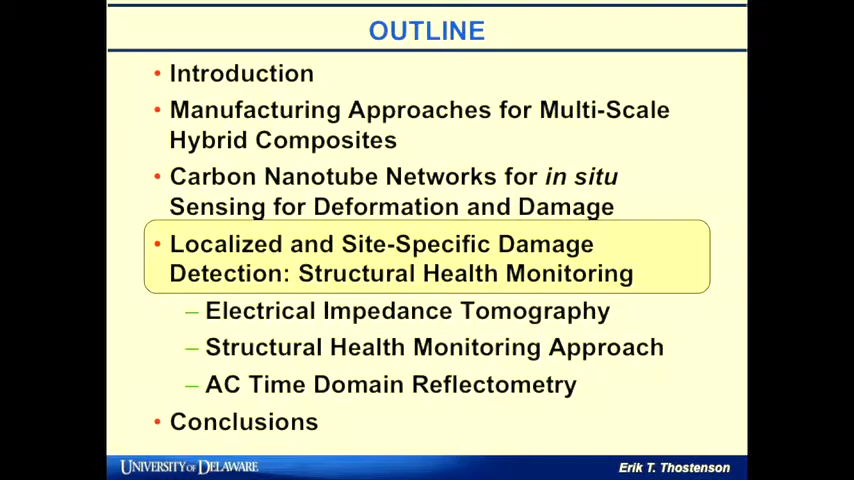 OUTLINE
• Introduction
• Manufacturing Approaches for Multi-Scale
Hybrid Composites
• Carbon Nanotube Networks for in situ
Sensing for Deformation and Damage
• Localized and Site-Specific Damage
Detection: Structural Health Monitoring
– Electrical Impedance Tomography
– Structural Health Monitoring Approach
– AC Time Domain Reflectometry
• Conclusions
UNIVERSITY OF DELAWARE
Erik T. Thostenson